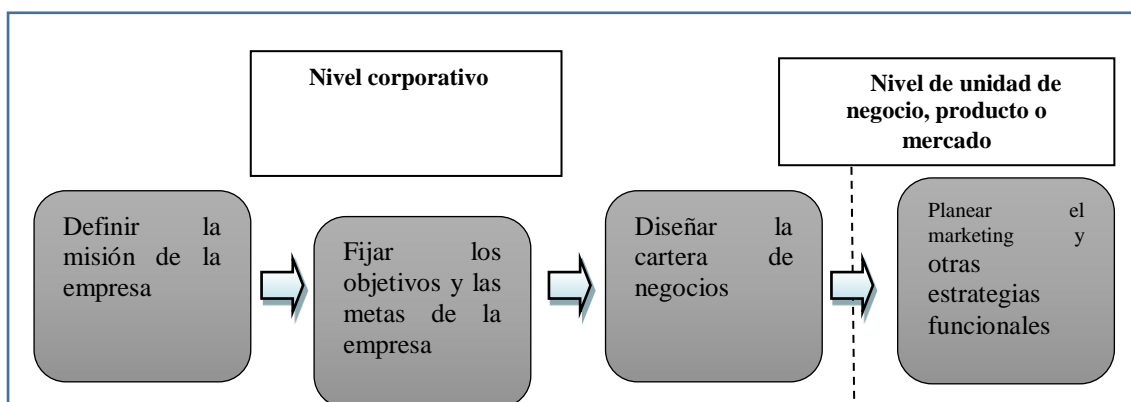 Nivel corporativo
Nivel de unidad de
negocio, producto o
mercado
Definir la
misión de la
empresa
Fijar los
objetivos y las
metas de la
empresa
Diseñar la
cartera de
negocios
Planear el
marketing y
otras
estrategias
funcionales